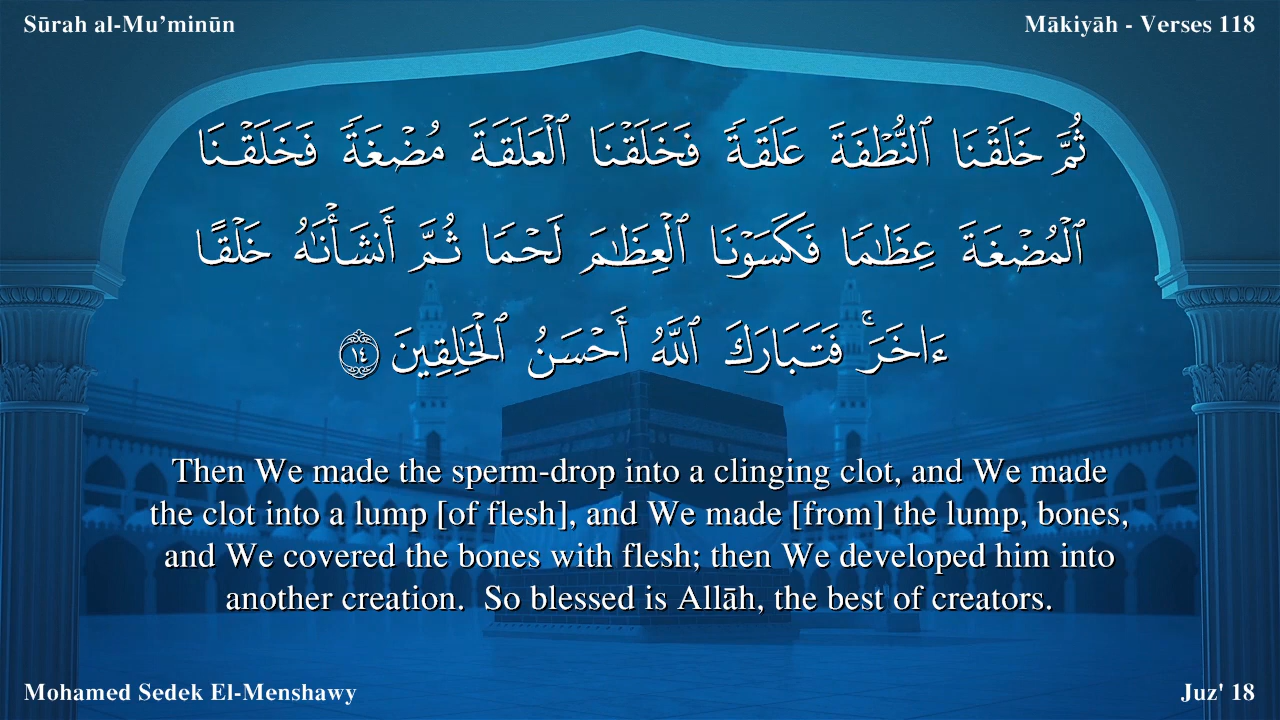 Sūrah al-Mu’minūn
Mākiyāh - Verses 118
ثُمَّ خَلَقْنَا ٱلنُّطْفَةَ عَلَقَةً فَخَلَقْنَا ٱلْعَلَقَةَ مُضْغَةً فَخَلَقْنَا
ٱلْمُضْغَةَ عِظَـٰمًا فَكَسَوْنَا ٱلْعِظَـٰمَ لَحْمًا ثُمَّ أَنشَأْنَـٰهُ خَلْقًا
ءَاخَرَ ۚ فَتَبَارَكَ ٱللَّهُ أَحْسَنُ ٱلْخَـٰلِقِينَ ١٤
Then We made the sperm-drop into a clinging clot, and We made
the clot into a lump [of flesh], and We made [from] the lump, bones,
and We covered the bones with flesh; then We developed him into
another creation.  So blessed is Allāh, the best of creators.
Mohamed Sedek El-Menshawy
Juz' 18